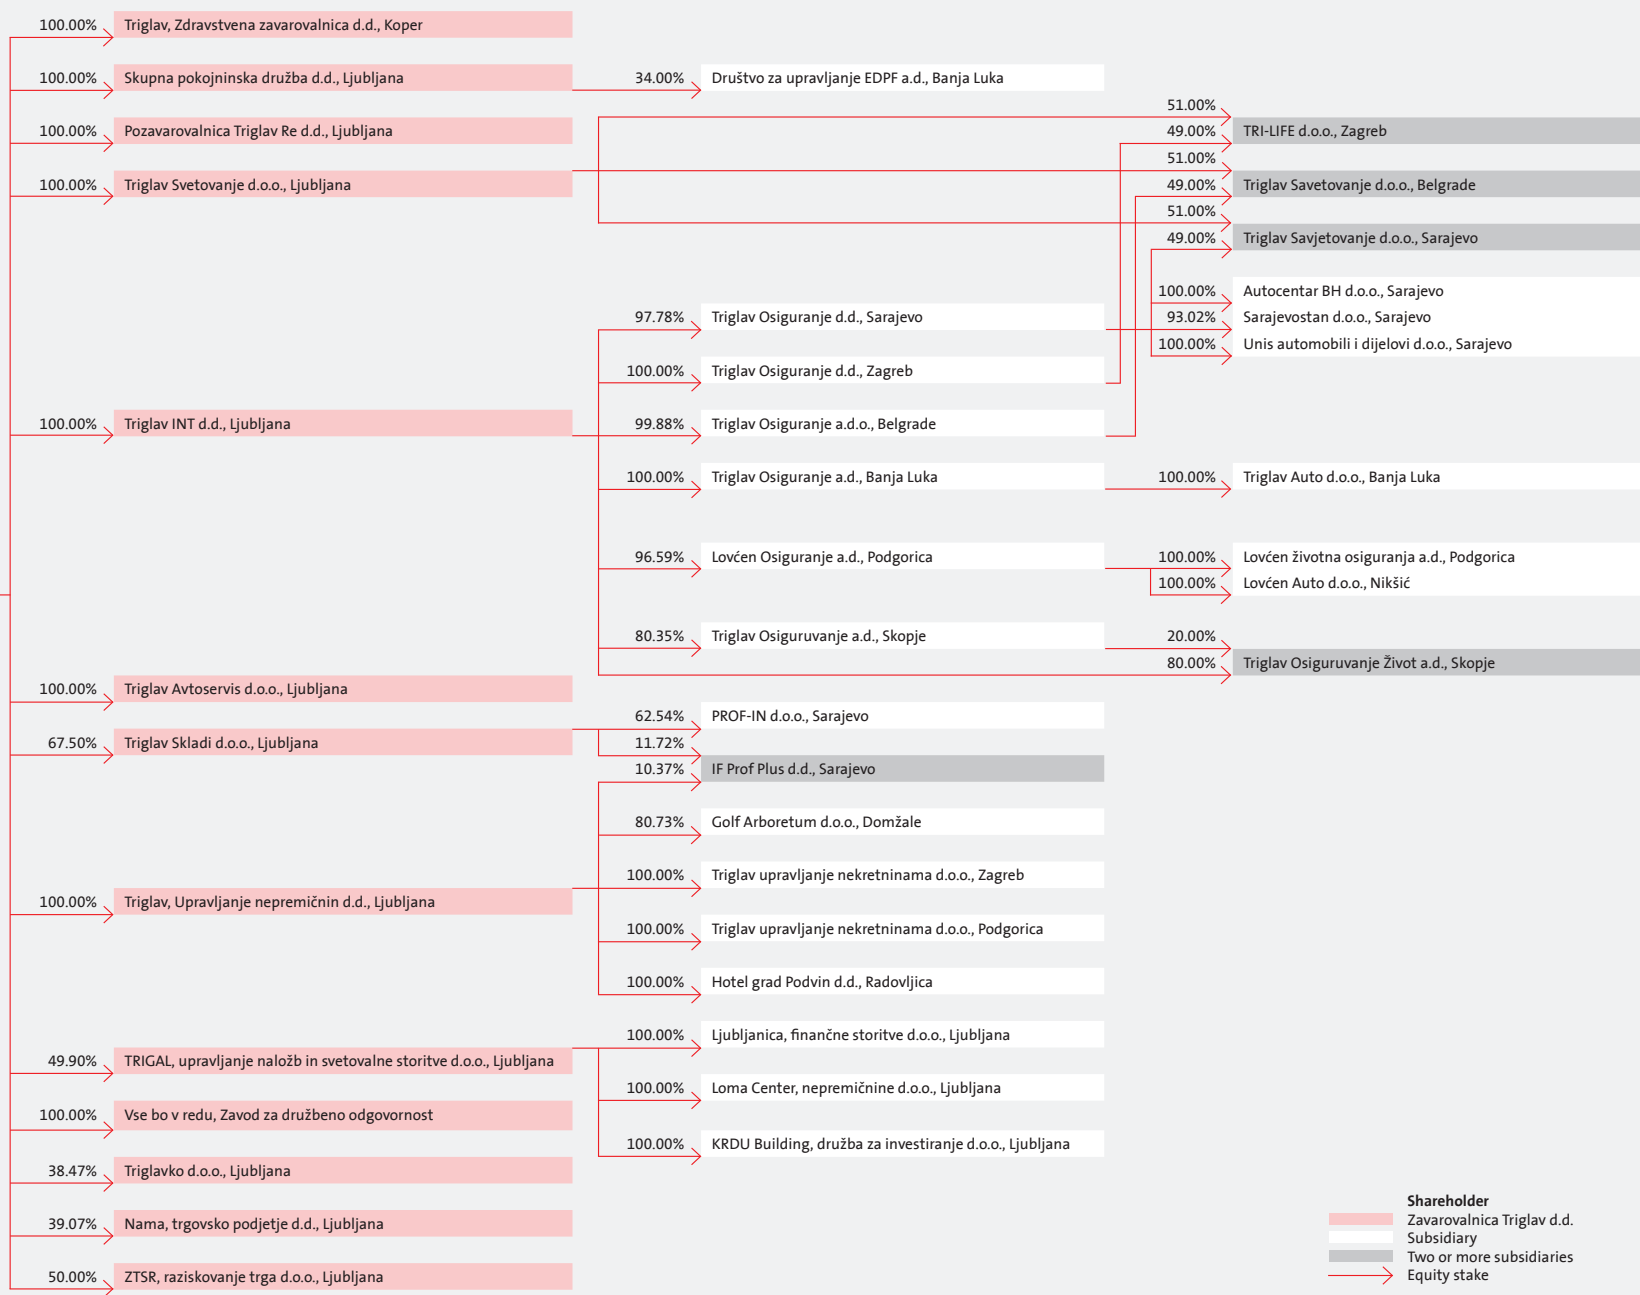 100.00% Triglav, Zdravstvena zavarovalnica d.d., Koper
100.00% Skupna pokojninska družba d.d., Ljubljana
34.00% Društvo za upravljanje EDPF a.d., Banja Luka
51.00%
100.00% Pozavarovalnica Triglav Re d.d., Ljubljana
49.00% TRI-LIFE d.o.o., Zagreb
51.00%
100.00% Triglav Svetovanje d.o.o., Ljubljana
49.00% Triglav Savetovanje d.o.o., Belgrade
51.00%
49.00% Triglav Savjetovanje d.o.o., Sarajevo
100.00% Autocentar BH d.o.o., Sarajevo
97.78% Triglav Osiguranje d.d., Sarajevo
93.02% Sarajevostan d.o.o., Sarajevo
100.00% Unis automobili i dijelovi d.o.o., Sarajevo
100.00% Triglav Osiguranje d.d., Zagreb
100.00% Triglav INT d.d., Ljubljana
99.88% Triglav Osiguranje a.d.o., Belgrade
100.00% Triglav Osiguranje a.d., Banja Luka
100.00% Triglav Auto d.o.o., Banja Luka
96.59% Lovćen Osiguranje a.d., Podgorica
100.00% Lovćen životna osiguranja a.d., Podgorica
100.00% Lovćen Auto d.o.o., Nikšić
80.35% Triglav Osiguruvanje a.d., Skopje
20.00%
80.00% Triglav Osiguruvanje Život a.d., Skopje
100.00% Triglav Avtoservis d.o.o., Ljubljana
62.54% PROF-IN d.o.o., Sarajevo
67.50% Triglav Skladi d.o.o., Ljubljana
11.72%
10.37% IF Prof Plus d.d., Sarajevo
80.73% Golf Arboretum d.o.o., Domžale
100.00% Triglav upravljanje nekretninama d.o.o., Zagreb
100.00% Triglav, Upravljanje nepremičnin d.d., Ljubljana
100.00% Triglav upravljanje nekretninama d.o.o., Podgorica
100.00% Hotel grad Podvin d.d., Radovljica
100.00% Ljubljanica, finančne storitve d.o.o., Ljubljana
49.90% TRIGAL, upravljanje naložb in svetovalne storitve d.o.o., Ljubljana
100.00% Loma Center, nepremičnine d.o.o., Ljubljana
100.00% Vse bo v redu, Zavod za družbeno odgovornost
100.00% KRDU Building, družba za investiranje d.o.o., Ljubljana
38.47% Triglavko d.o.o., Ljubljana
39.07% Nama, trgovsko podjetje d.d., Ljubljana
50.00% ZTSR, raziskovanje trga d.o.o., Ljubljana
Shareholder
Zavarovalnica Triglav d.d.
Subsidiary
Two or more subsidiaries
Equity stake